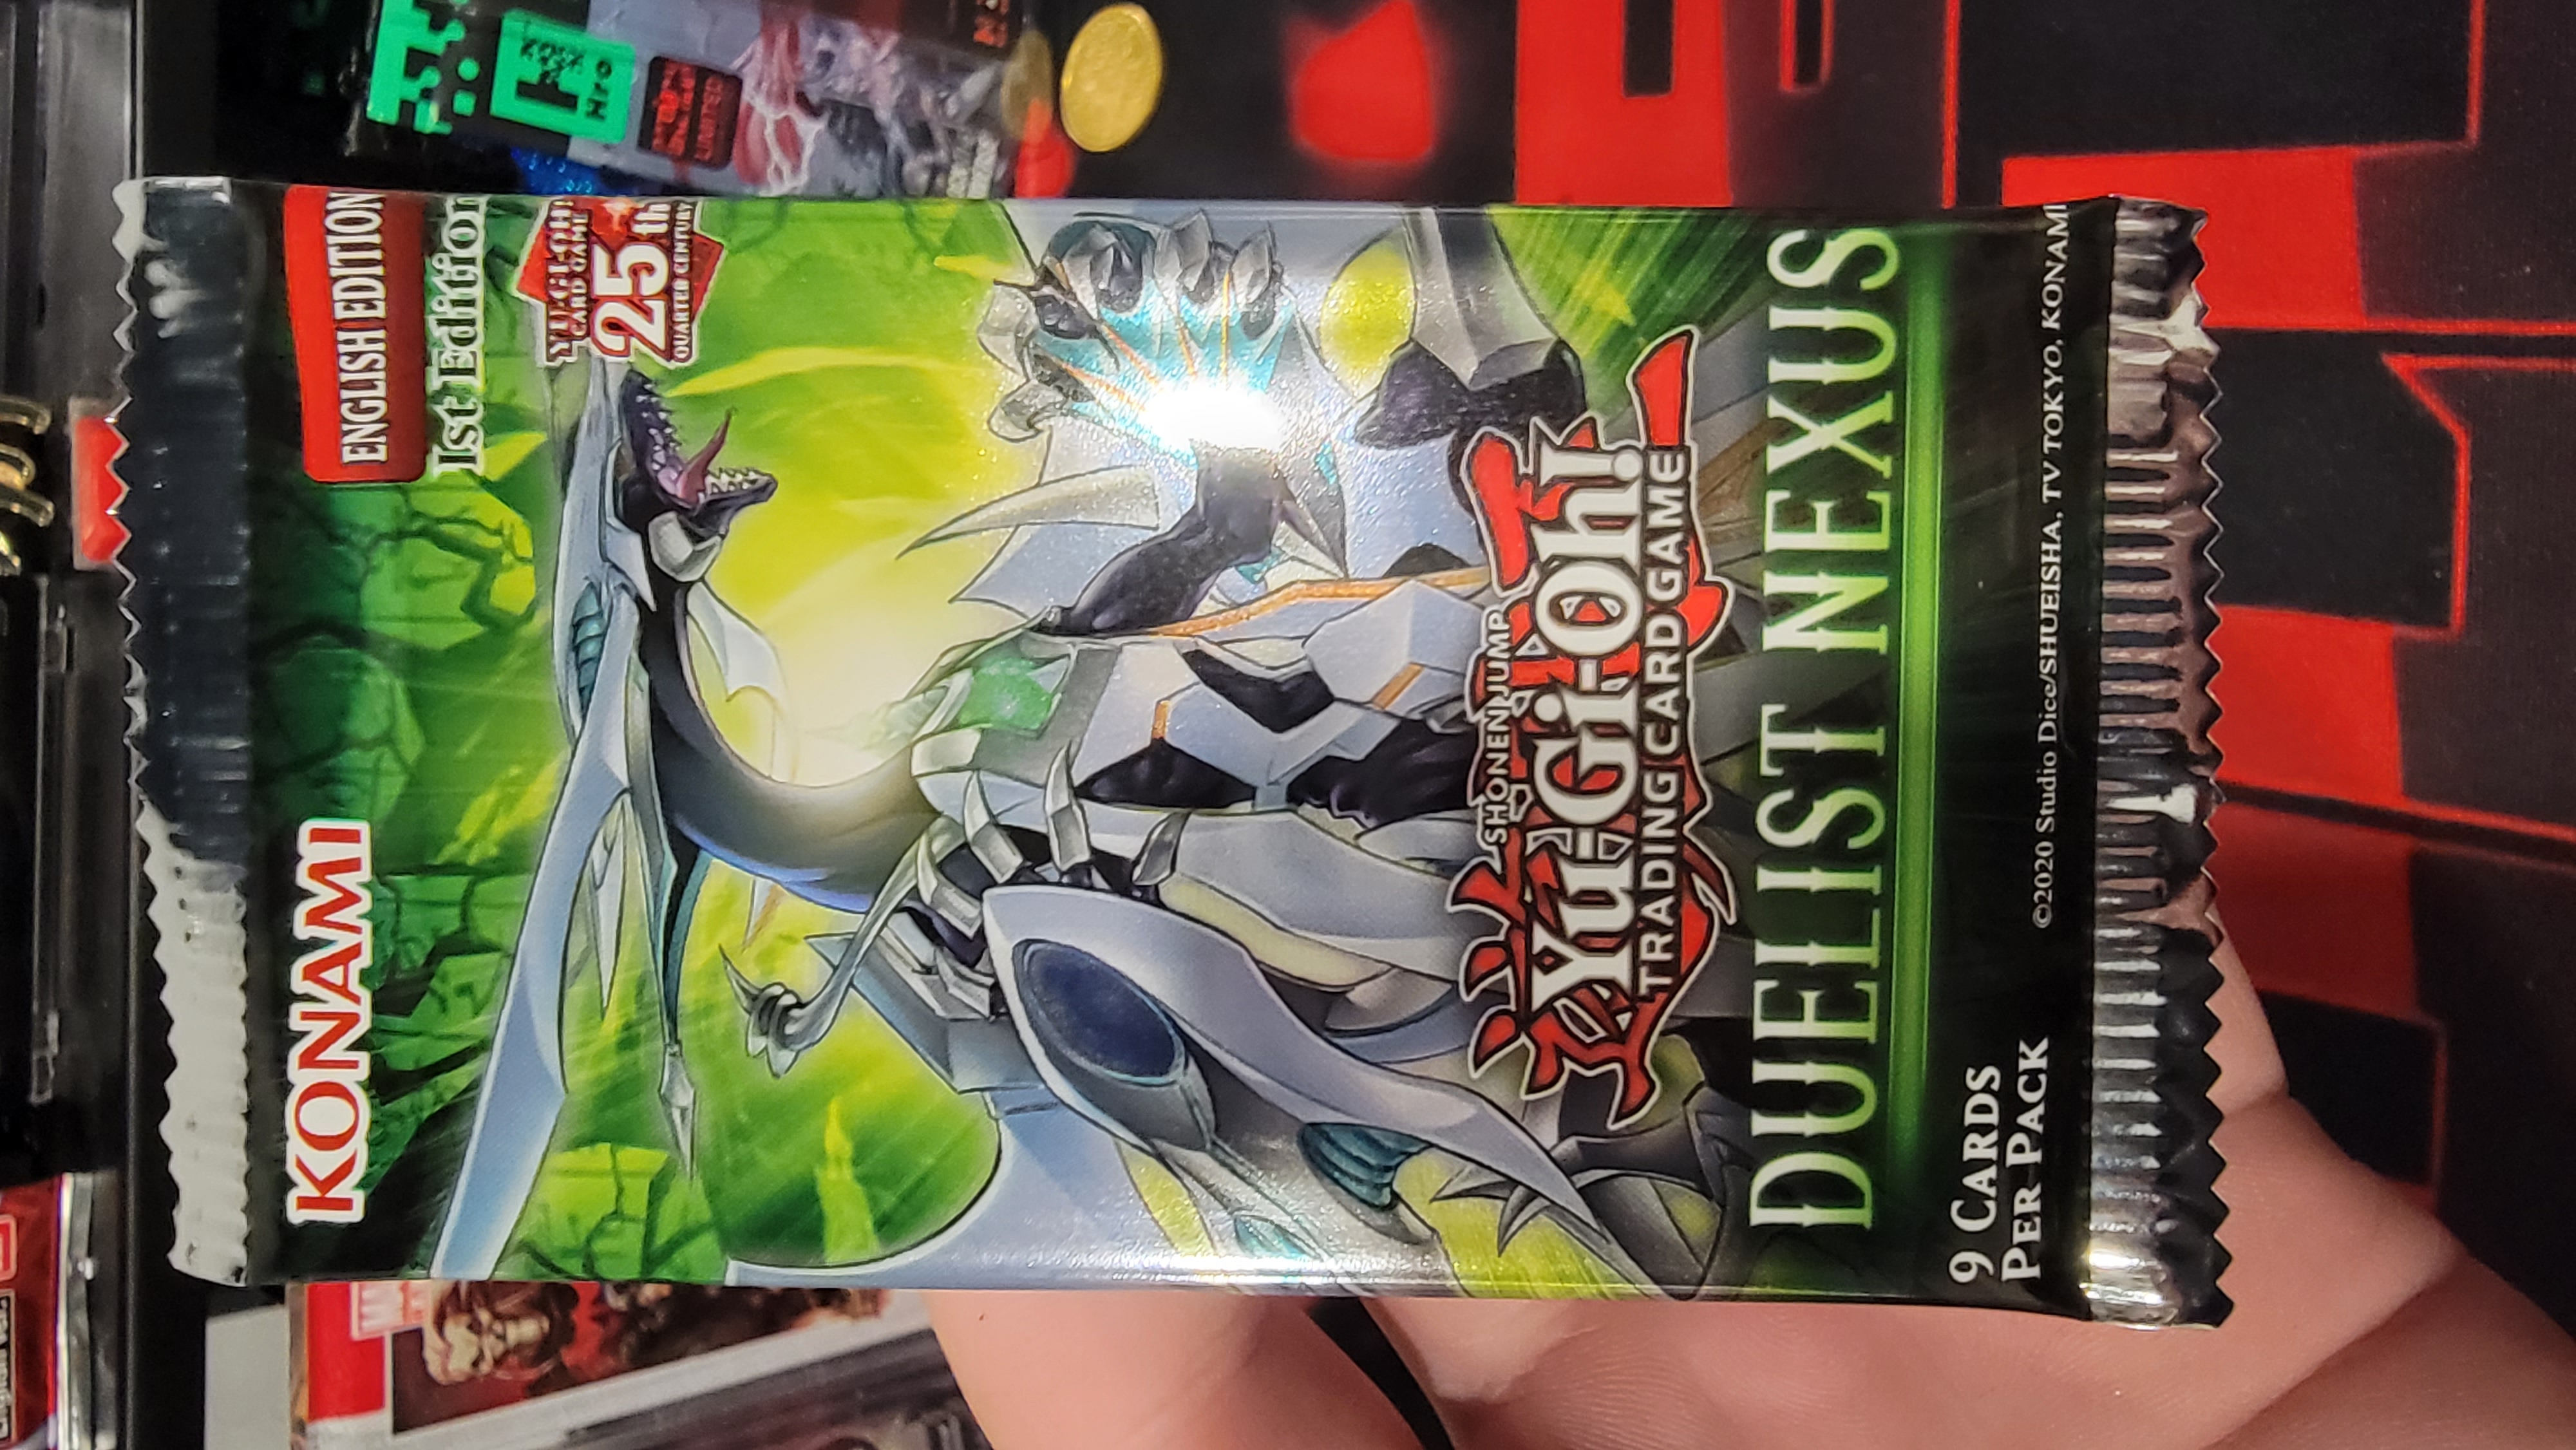 KONAMI
ENGLISH EDITION
1st Edition
YU-GI-OH!
CARD GAME
25th
QUARTER CENTURY
SHONEN JUMP
Yu-Gi-Oh!
TRADING CARD GAME
DUELIST NEXUS
9 CARDS
PER PACK
©2020 Studio Dice/SHUEISHA, TV TOKYO, KONAMI
LIMITED